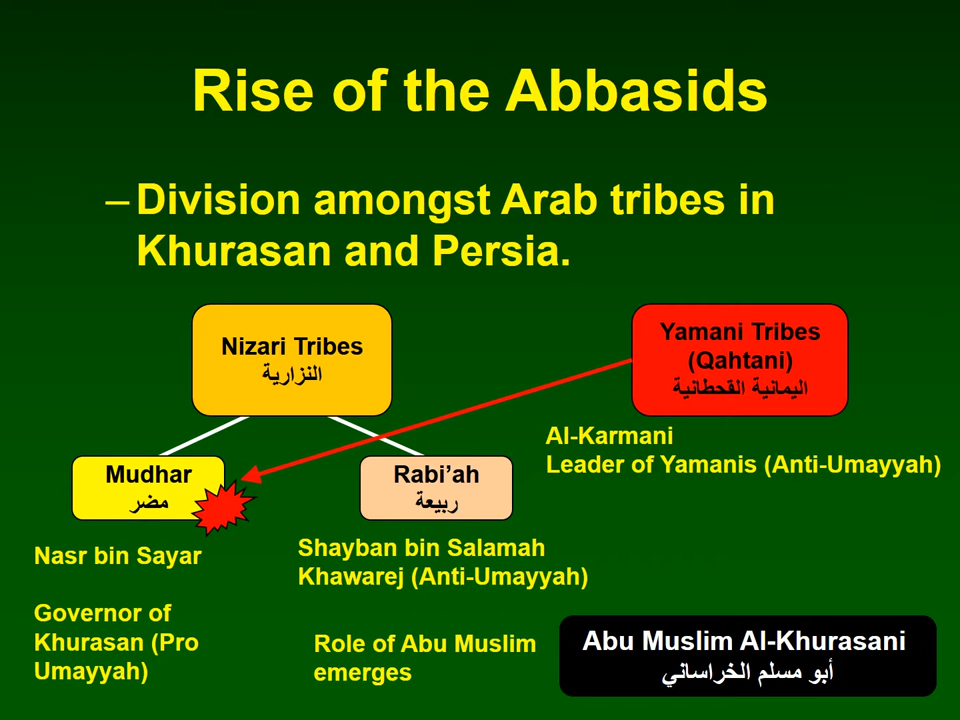 Rise of the Abbasids
–Division amongst Arab tribes in
Khurasan and Persia.
Nizari Tribes
النزارية
Yamani Tribes
(Qahtani)
اليمانية القحطانية
Al-Karmani
Leader of Yamanis (Anti-Umayyah)
Mudhar
مضر
Rabi’ah
ربيعة
Nasr bin Sayar
Governor of
Khurasan (Pro
Umayyah)
Shayban bin Salamah
Khawarej (Anti-Umayyah)
Role of Abu Muslim
emerges
Abu Muslim Al-Khurasani
أبو مسلم الخراساني